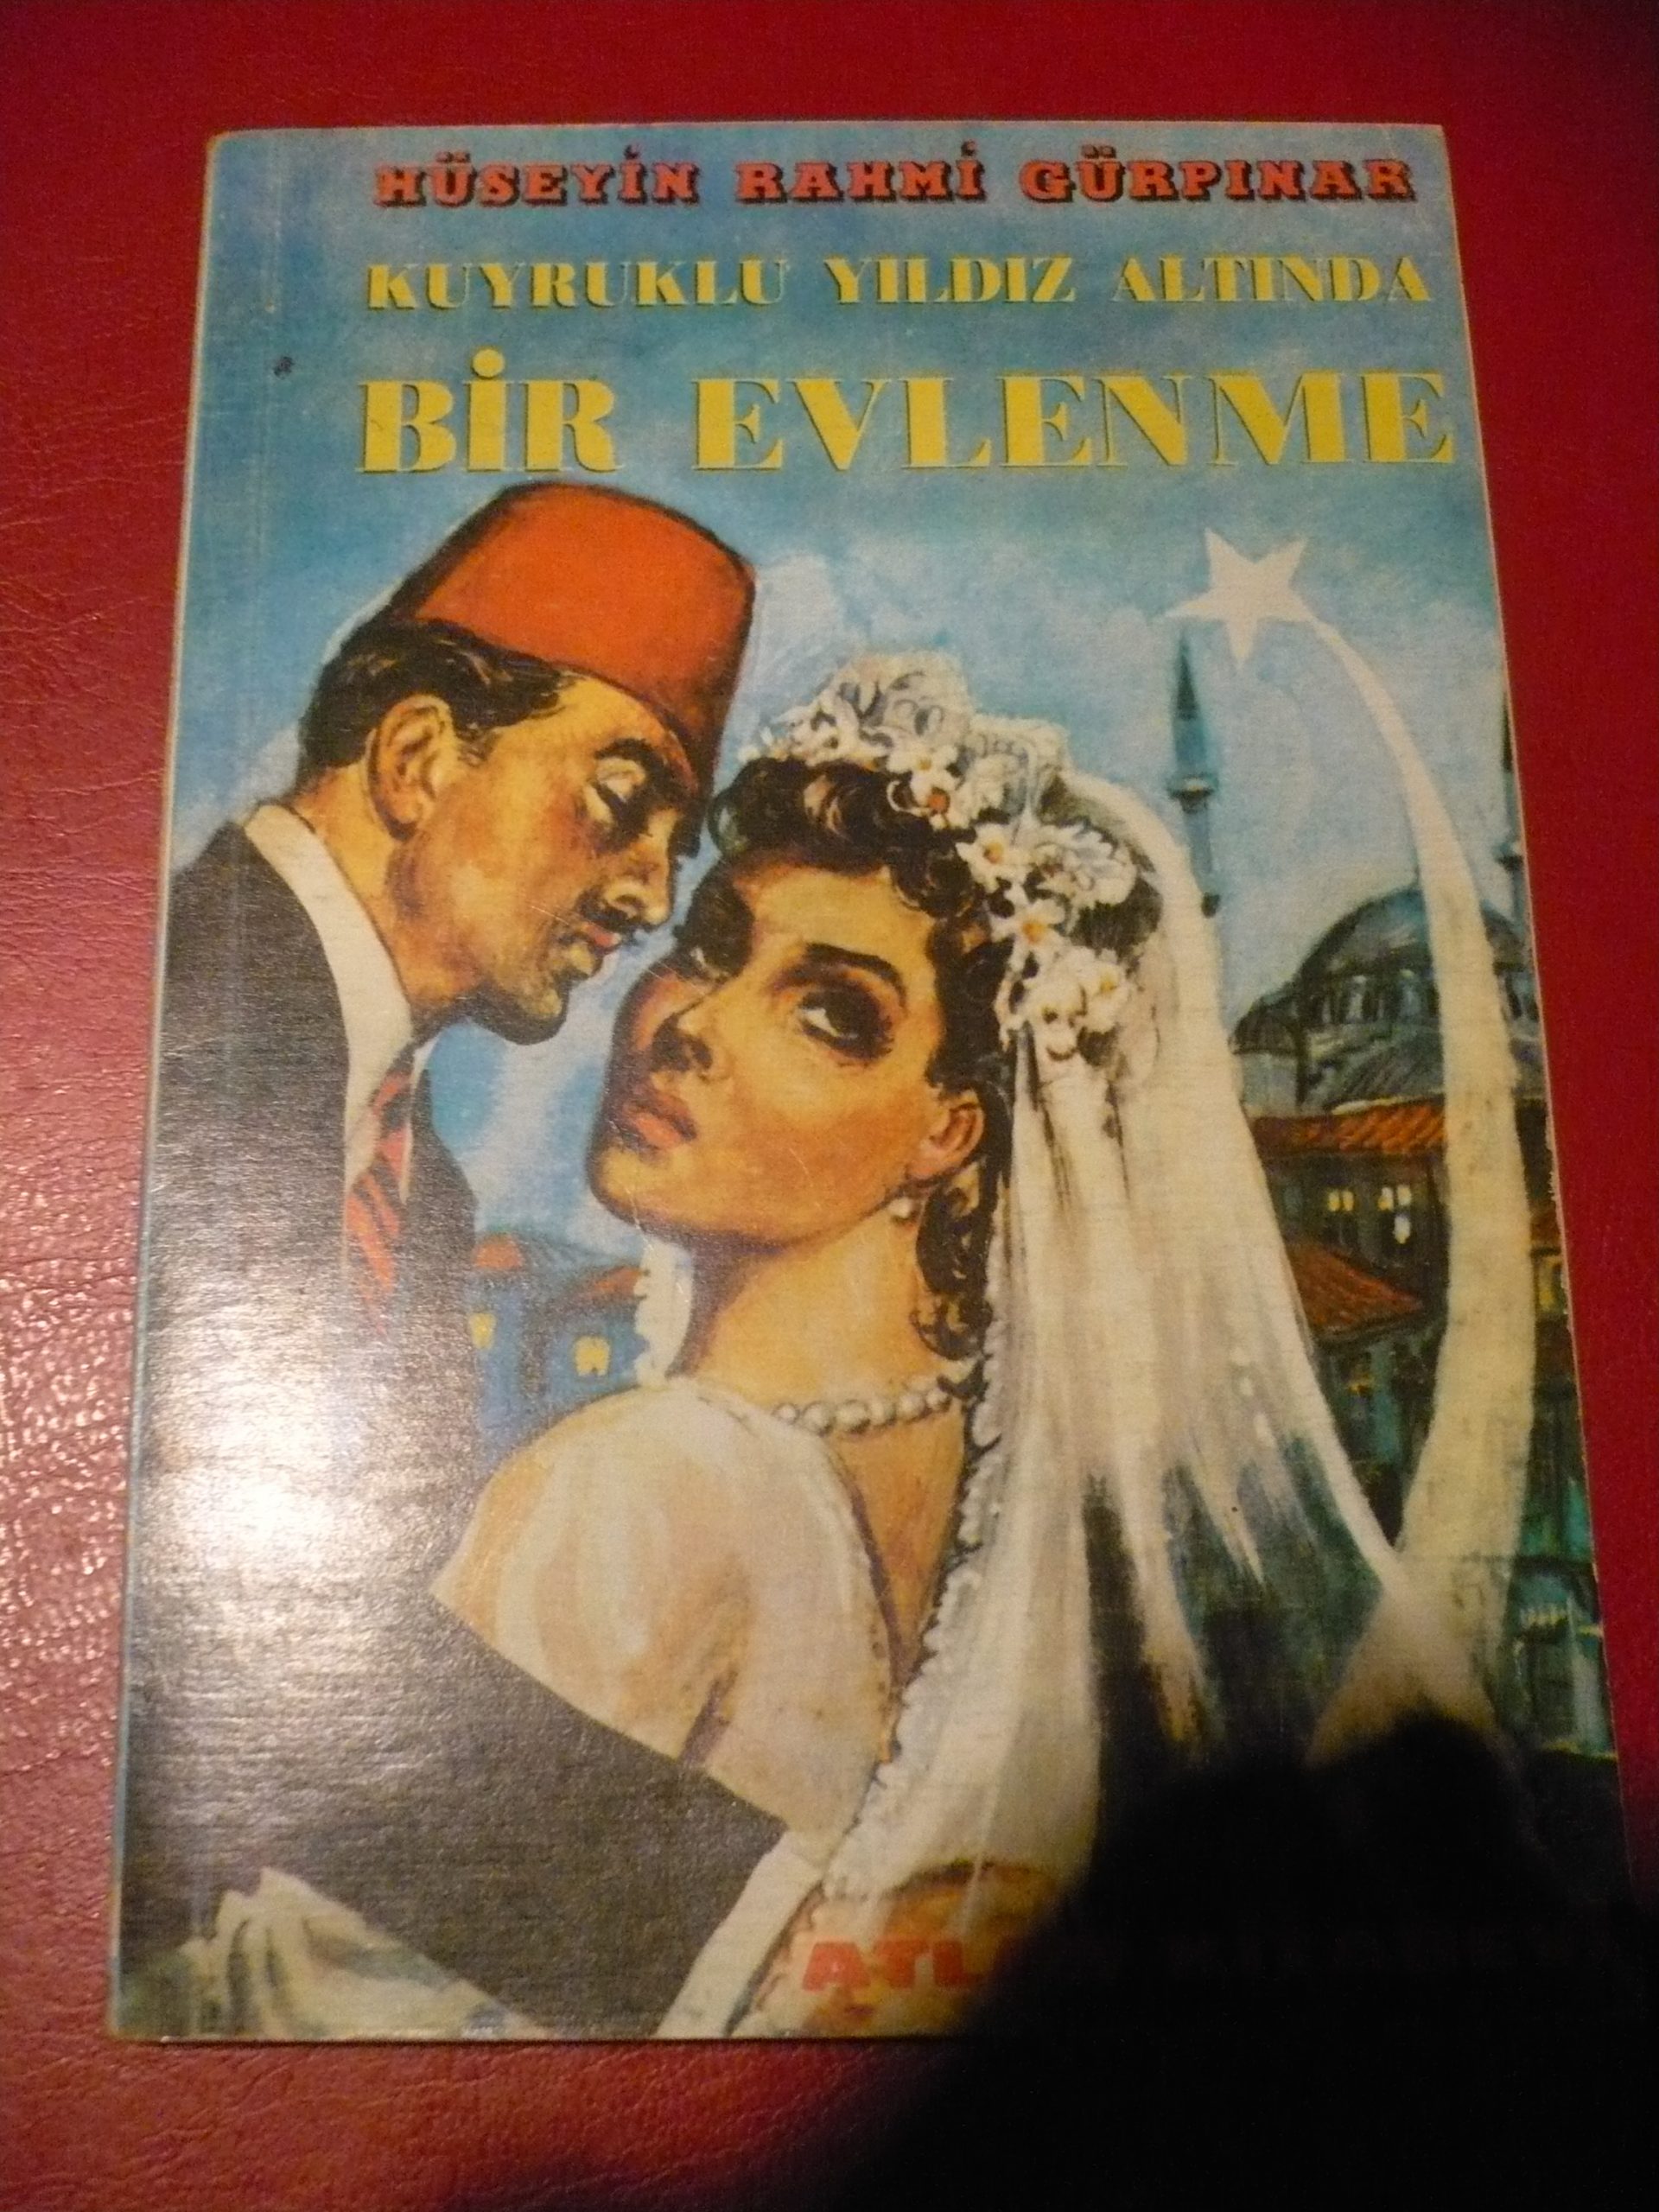 HÜSEYİN RAHMİ GÜRPINAR
KUYRUKLU YILDIZ ALTINDA
BİR EVLENME